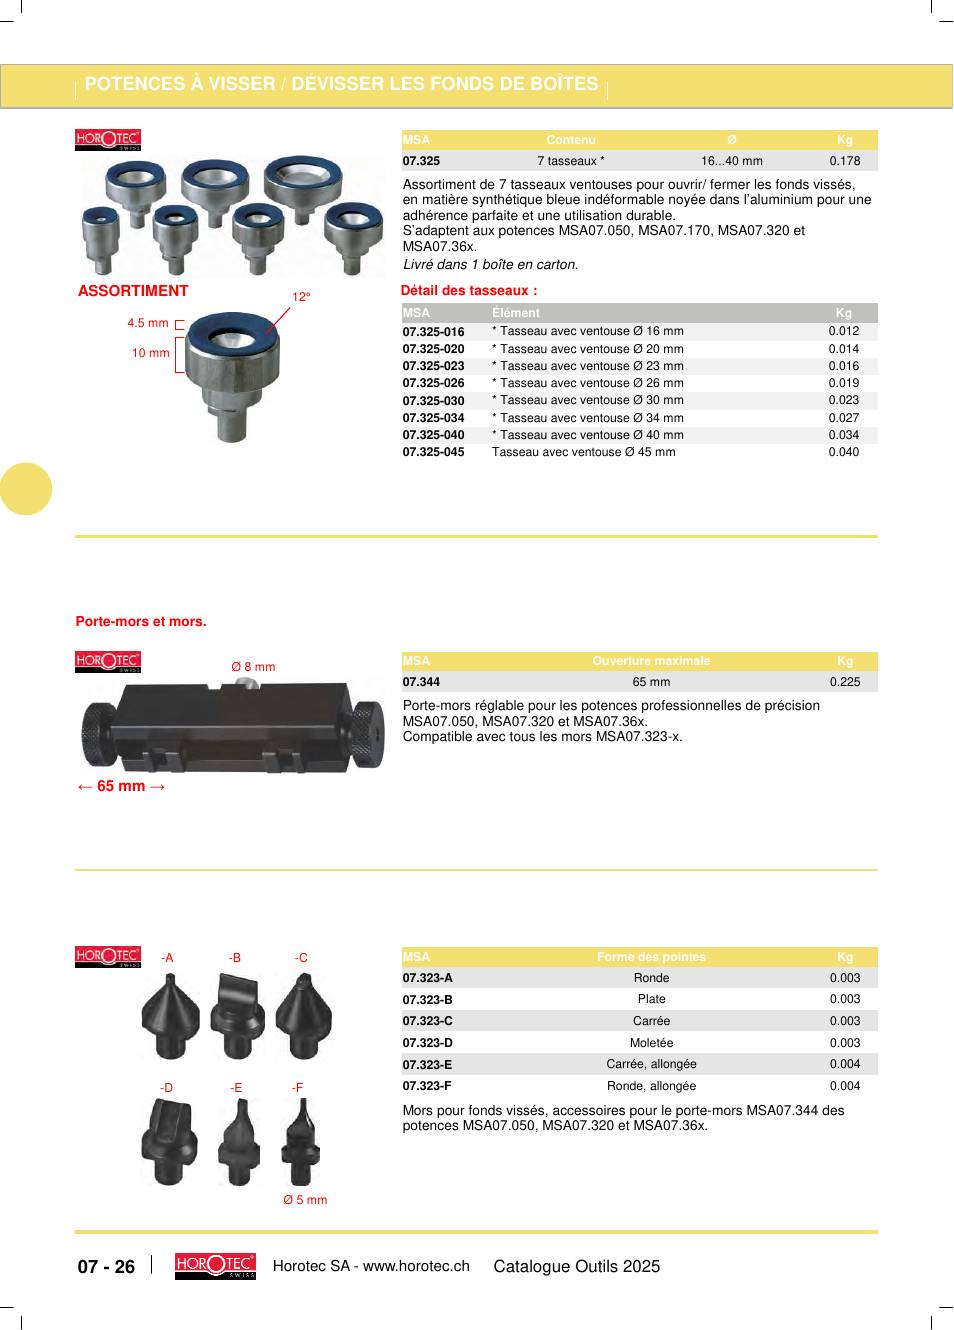 POTENCES À VISSER / DÉVISSER LES FONDS DE BOÎTES
HOROTEC®
SWISS
MSA Contenu Ø Kg
07.325 7 tasseaux * 16...40 mm 0.178
Assortiment de 7 tasseaux ventouses pour ouvrir/ fermer les fonds vissés,
en matière synthétique bleue indéformable noyée dans l'aluminium pour une
adhérence parfaite et une utilisation durable.
S'adaptent aux potences MSA07.050, MSA07.170, MSA07.320 et
MSA07.36x.
Livré dans 1 boîte en carton.
ASSORTIMENT
12°
4.5 mm
10 mm
Détail des tasseaux :
MSA Élément Kg
07.325-016 * Tasseau avec ventouse Ø 16 mm 0.012
07.325-020 * Tasseau avec ventouse Ø 20 mm 0.014
07.325-023 * Tasseau avec ventouse Ø 23 mm 0.016
07.325-026 * Tasseau avec ventouse Ø 26 mm 0.019
07.325-030 * Tasseau avec ventouse Ø 30 mm 0.023
07.325-034 * Tasseau avec ventouse Ø 34 mm 0.027
07.325-040 * Tasseau avec ventouse Ø 40 mm 0.034
07.325-045 Tasseau avec ventouse Ø 45 mm 0.040
Porte-mors et mors.
HOROTEC®
SWISS
Ø 8 mm
← 65 mm →
MSA Ouverture maximale Kg
07.344 65 mm 0.225
Porte-mors réglable pour les potences professionnelles de précision
MSA07.050, MSA07.320 et MSA07.36x.
Compatible avec tous les mors MSA07.323-x.
HOROTEC®
SWISS
-A -B -C
-D -E -F
Ø 5 mm
MSA Forme des pointes Kg
07.323-A Ronde 0.003
07.323-B Plate 0.003
07.323-C Carrée 0.003
07.323-D Moletée 0.003
07.323-E Carrée, allongée 0.004
07.323-F Ronde, allongée 0.004
Mors pour fonds vissés, accessoires pour le porte-mors MSA07.344 des
potences MSA07.050, MSA07.320 et MSA07.36x.
07 - 26 HOROTEC® SWISS Horotec SA - www.horotec.ch Catalogue Outils 2025